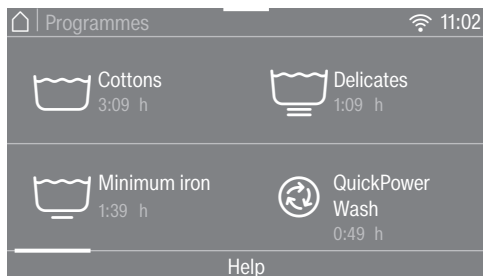 Programmes
11:02
Cottons
3:09 h
Delicates
1:09 h
Minimum iron
1:39 h
QuickPower
Wash
0:49 h
Help